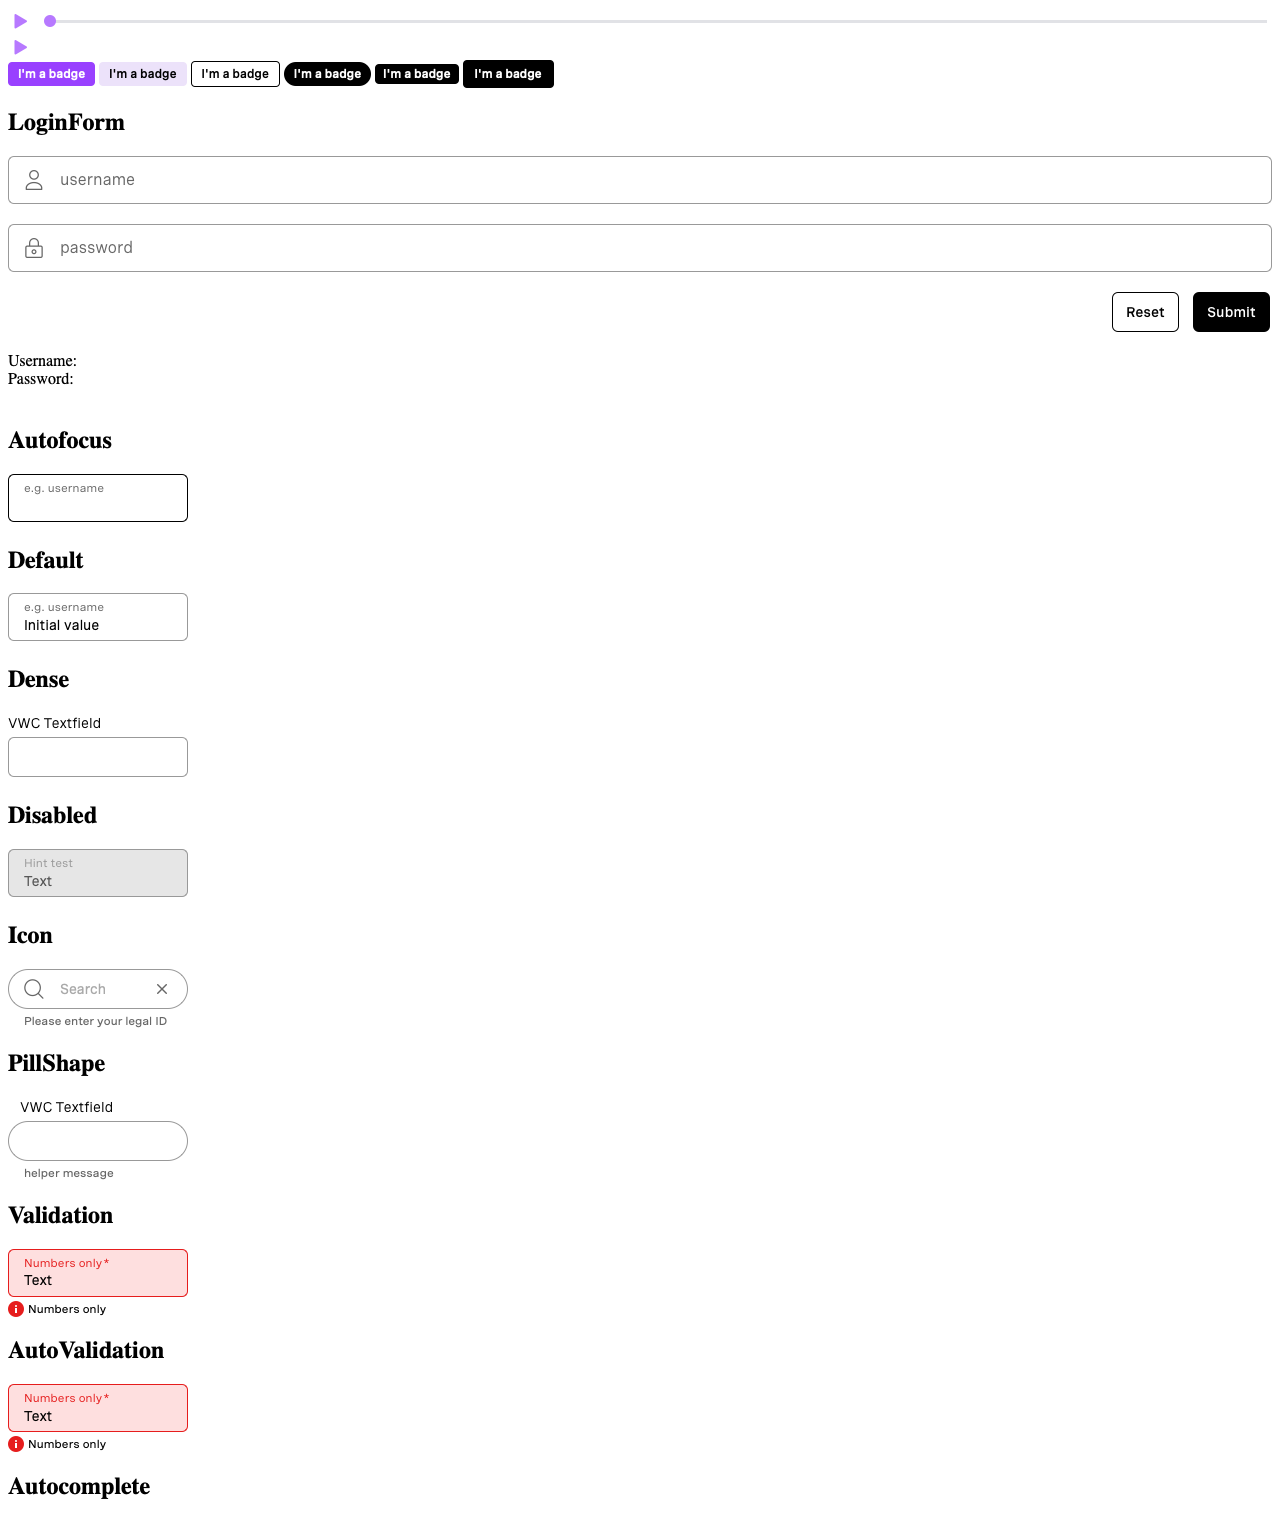 I'm a badge I'm a badge I'm a badge I'm a badge I'm a badge I'm a badge
LoginForm
username
password
Reset Submit
Username:
Password:
Autofocus
e.g. username
Default
e.g. username
Initial value
Dense
VWC Textfield
Disabled
Hint test
Text
Icon
Search
Please enter your legal ID
PillShape
VWC Textfield
helper message
Validation
Numbers only*
Text
Numbers only
AutoValidation
Numbers only*
Text
Numbers only
Autocomplete